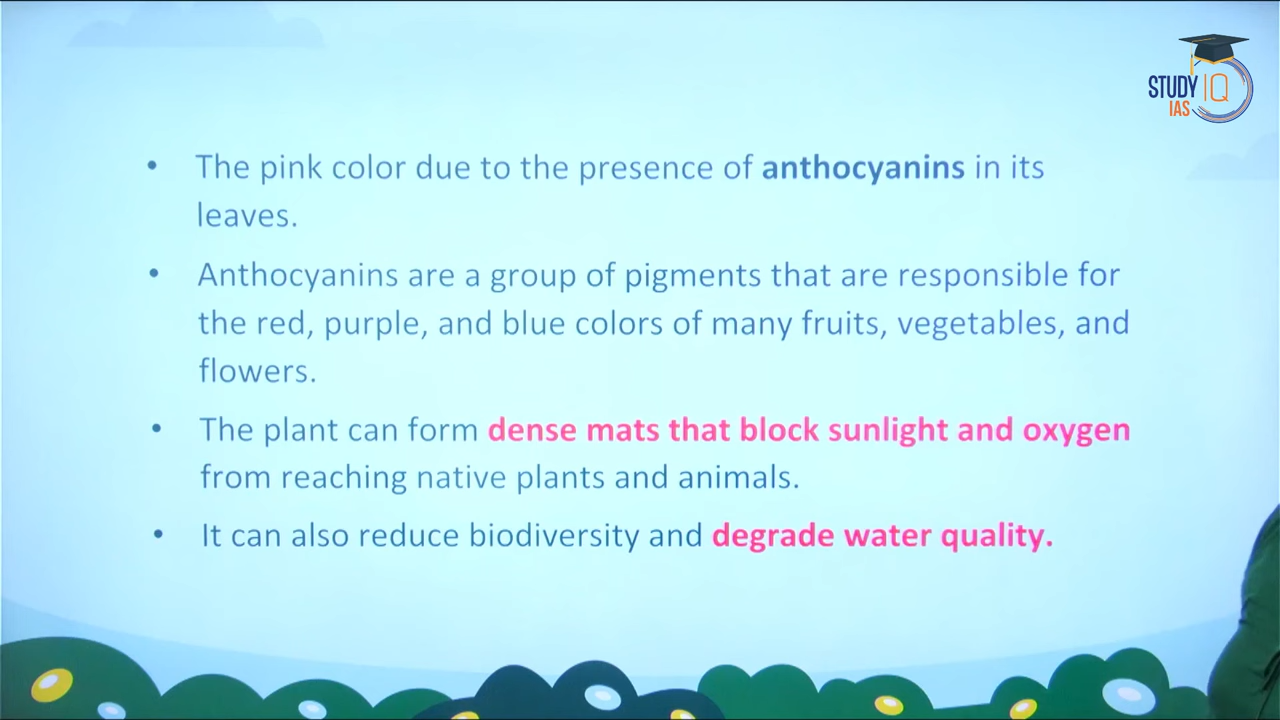 STUDY IQ
IAS
• The pink color due to the presence of anthocyanins in its
leaves.
• Anthocyanins are a group of pigments that are responsible for
the red, purple, and blue colors of many fruits, vegetables, and
flowers.
• The plant can form dense mats that block sunlight and oxygen
from reaching native plants and animals.
• It can also reduce biodiversity and degrade water quality.